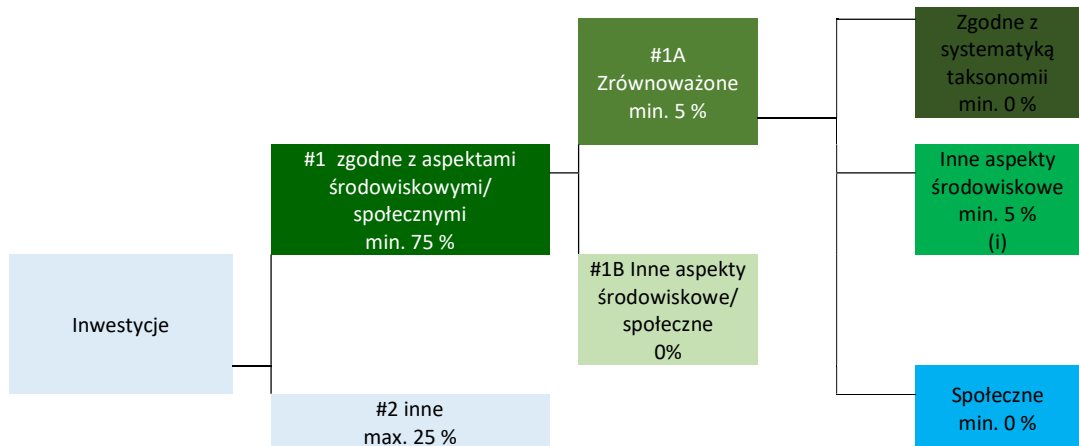 Inwestycje
#1 zgodne z aspektami
środowiskowymi/
społecznymi
min. 75 %
#2 inne
max. 25 %
#1A
Zrównoważone
min. 5 %
#1B Inne aspekty
środowiskowe/
społeczne
0%
Zgodne z
systematyką
taksonomii
min. 0 %
Inne aspekty
środowiskowe
min. 5 %
(i)
Społeczne
min. 0 %